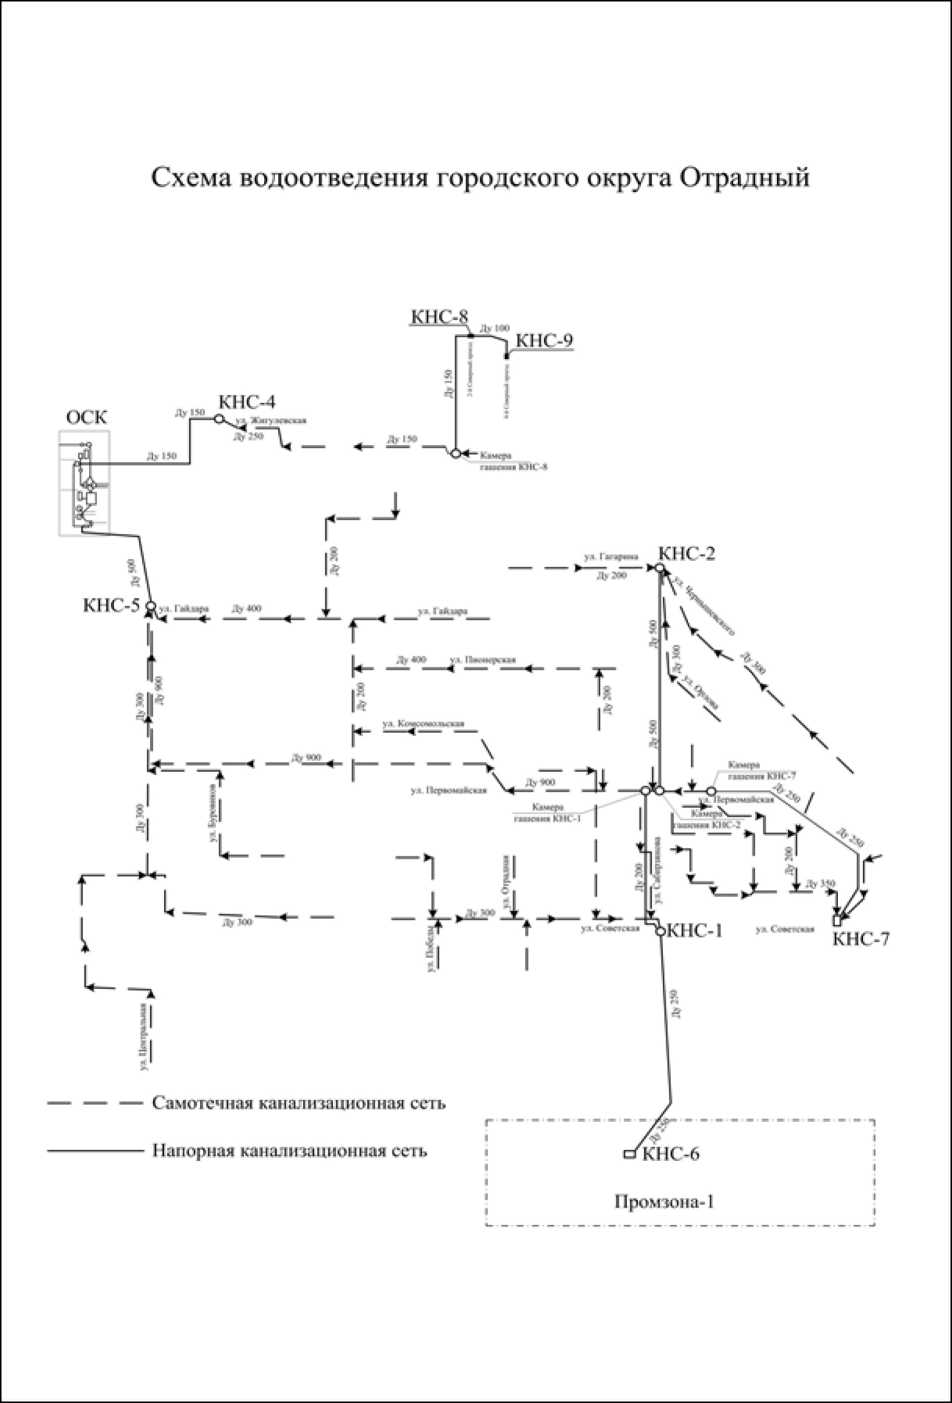 Схема водоотведения городского округа Отрадный
КНС-8
Ду 100
КНС-9
Ду 150
2-й Северный проезд
4-й Северный проезд
КНС-4
ОСК
Ду 150
ул. Жигулевская
Ду 250
Ду 150
Ду 150
Камера
гашения КНС-8
Ду 200
ул. Гагарина
КНС-2
Ду 200
Ду 500
ул. Чернышевского
КНС-5
ул. Гайдара
Ду 400
ул. Гайдара
Ду 500
Ду 300
Ду 300
Ду 400
ул. Пионерская
Ду 900
Ду 300
Ду 200
Ду 200
ул. Орлова
ул. Комсомольская
Ду 500
Ду 900
Камера
гашения КНС-7
Ду 900
ул. Первомайская
Ду 250
ул. Первомайская
Камера
гашения КНС-1
Камера
гашения КНС-2
ул. Буровиков
Ду 300
Ду 250
Ду 200
ул. Сабирзянова
Ду 200
ул. Отрадная
Ду 350
Ду 300
Ду 300
ул. Победы
ул. Советская
КНС-1
ул. Советская
КНС-7
Ду 250
ул. Центральная
Самотечная канализационная сеть
Ду 250
Напорная канализационная сеть
КНС-6
Промзона-1